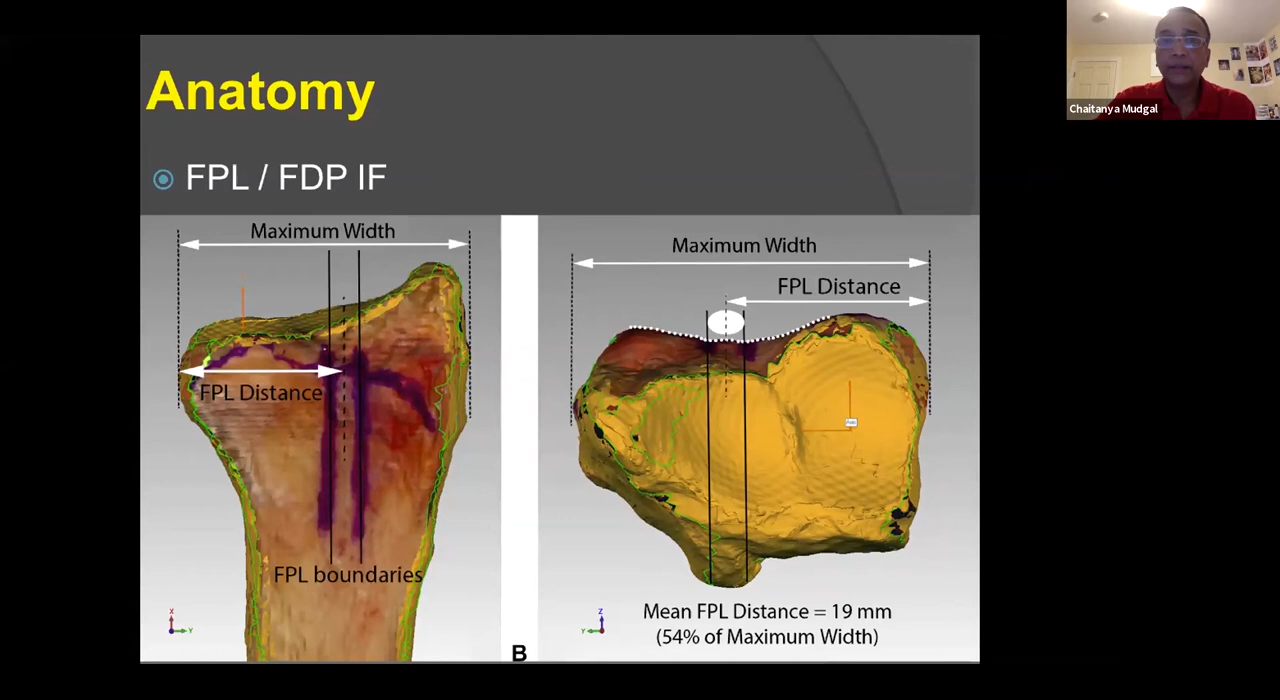 Anatomy
FPL / FDP IF
Maximum Width
FPL Distance
FPL boundaries
B
Maximum Width
FPL Distance
Mean FPL Distance = 19 mm
(54% of Maximum Width)
X
Y
Z
Y
Chaitanya Mudgal